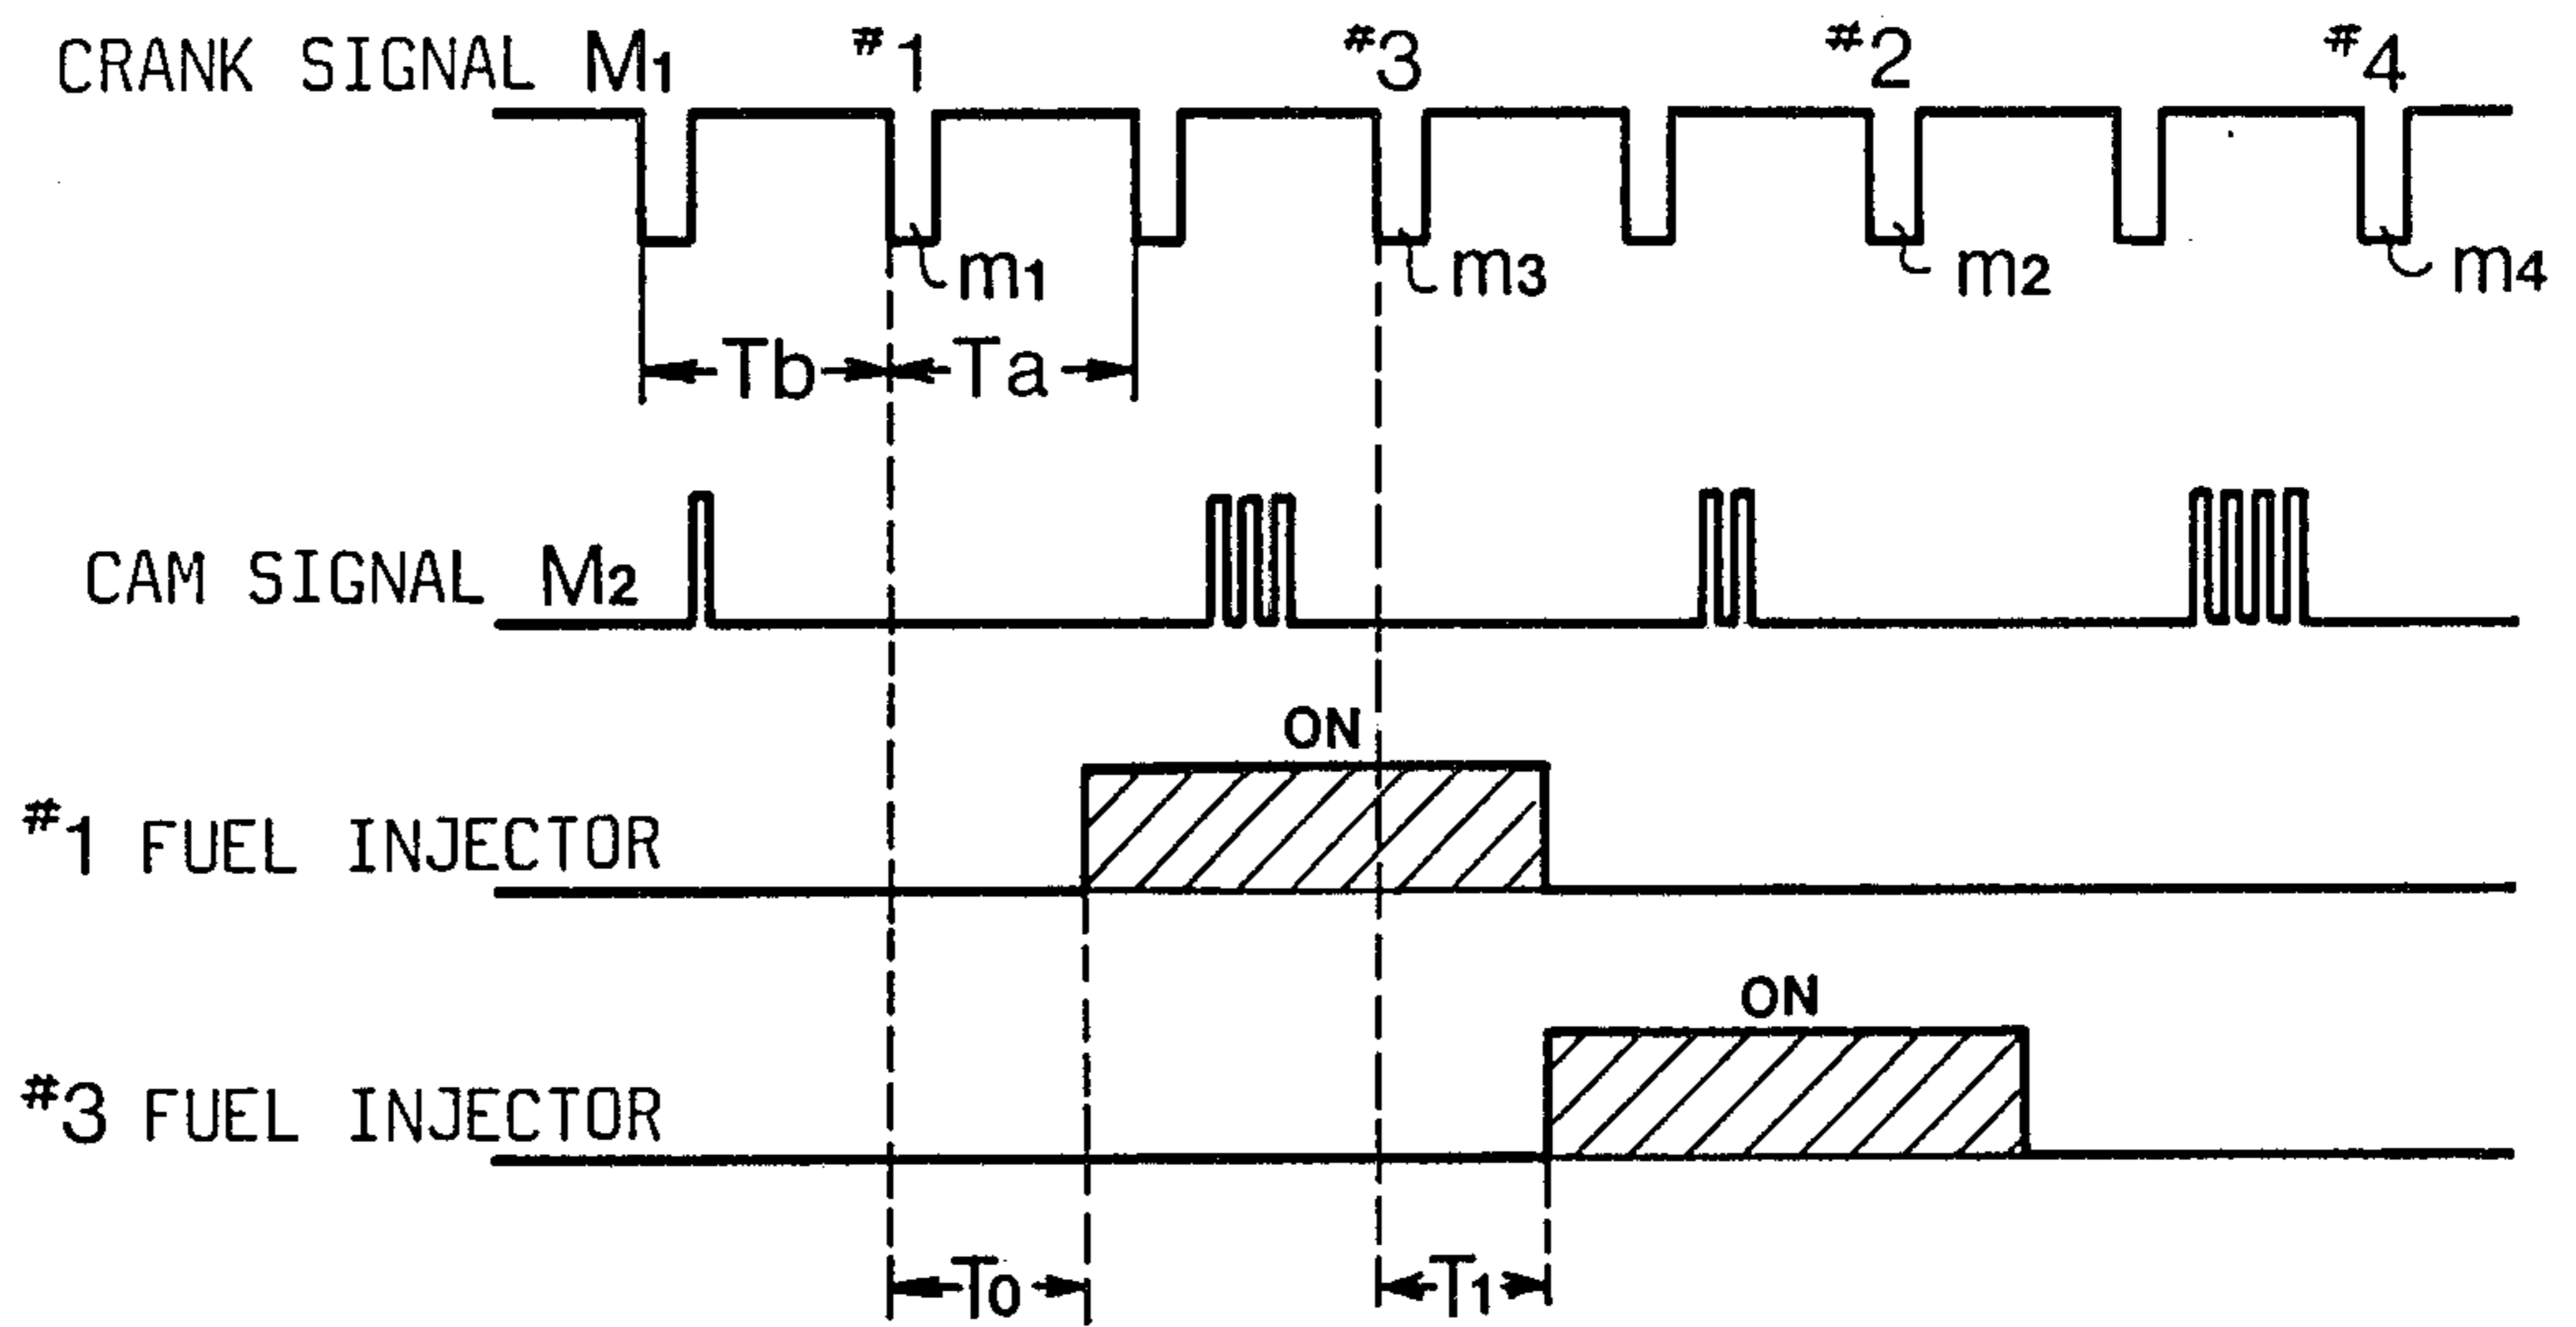 CRANK SIGNAL M1 #1 #3 #2 #4
m1 m3 m2 m4
Tb Ta
CAM SIGNAL M2
ON
#1 FUEL INJECTOR
ON
#3 FUEL INJECTOR
T0 T1